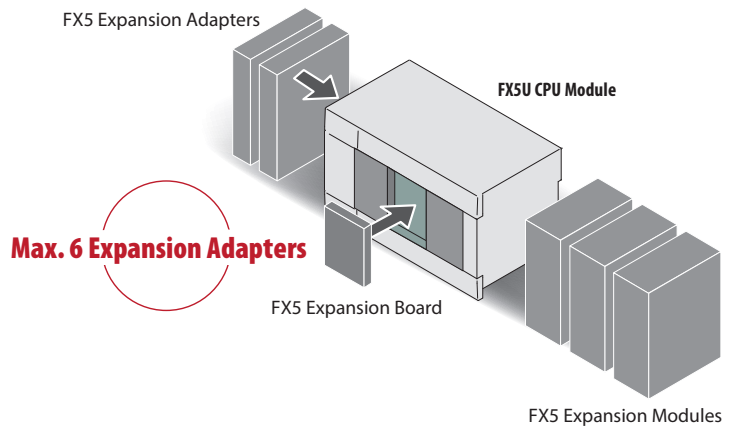 FX5 Expansion Adapters
FX5U CPU Module
Max. 6 Expansion Adapters
FX5 Expansion Board
FX5 Expansion Modules